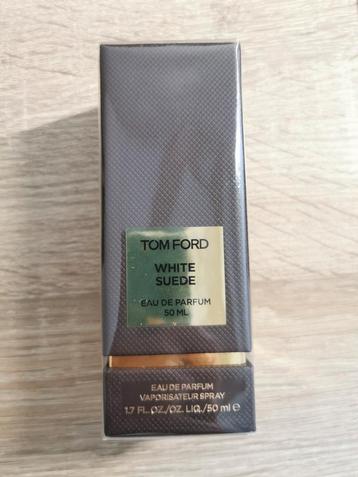 TOM FORD
WHITE
SUEDE
EAU DE PARFUM
50 ML
EAU DE PARFUM
VAPORISATEUR SPRAY
1.7 FL.OZ./OZ. LIQ./50 ml e